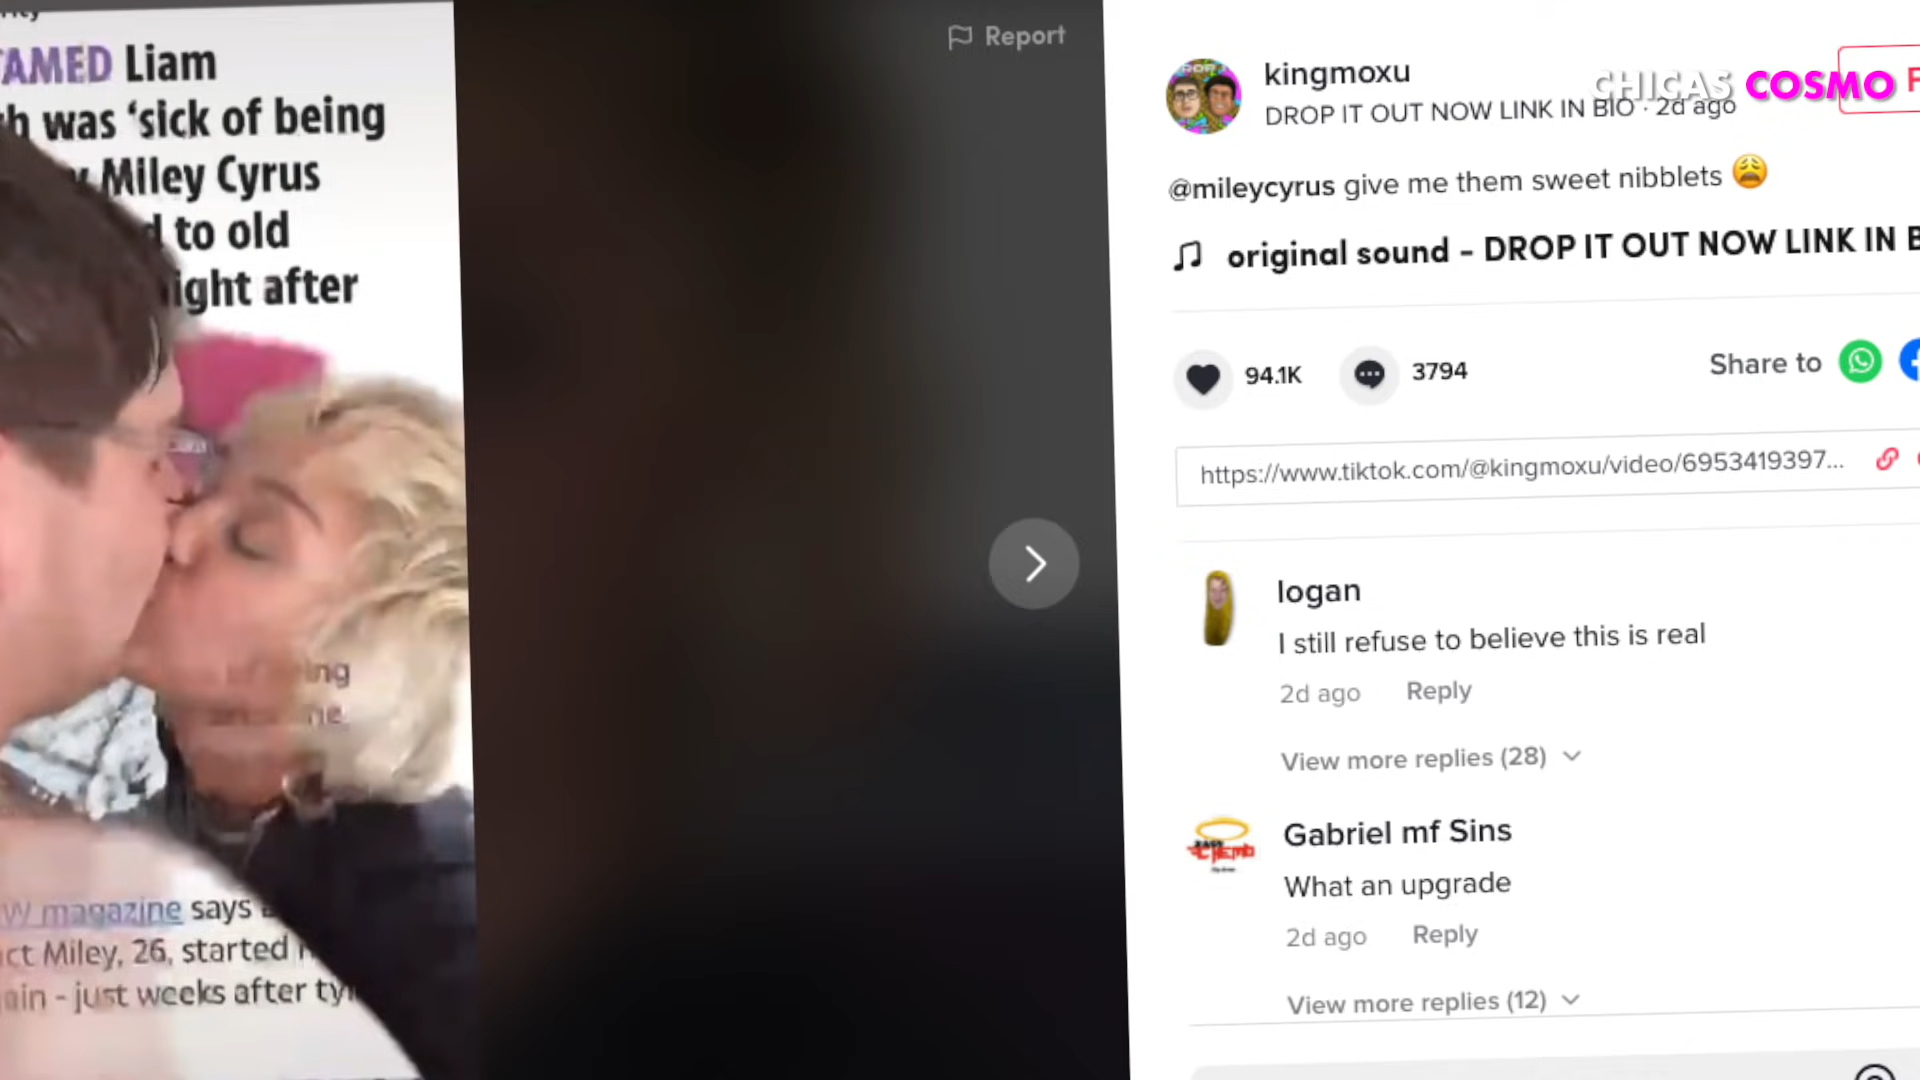 TAMED Liam
h was ‘sick of being
y Miley Cyrus
d to old
ight after
ing
ne.
W magazine says
ct Miley, 26, started
ain - just weeks after ty
Report
kingmoxu
DROP IT OUT NOW LINK IN BIO · 2d ago
CHICAS COSMO
F
@mileycyrus give me them sweet nibblets 😩
original sound - DROP IT OUT NOW LINK IN B
94.1K
3794
Share to
https://www.tiktok.com/@kingmoxu/video/6953419397...
logan
I still refuse to believe this is real
2d ago Reply
View more replies (28)
Gabriel mf Sins
What an upgrade
2d ago Reply
View more replies (12)